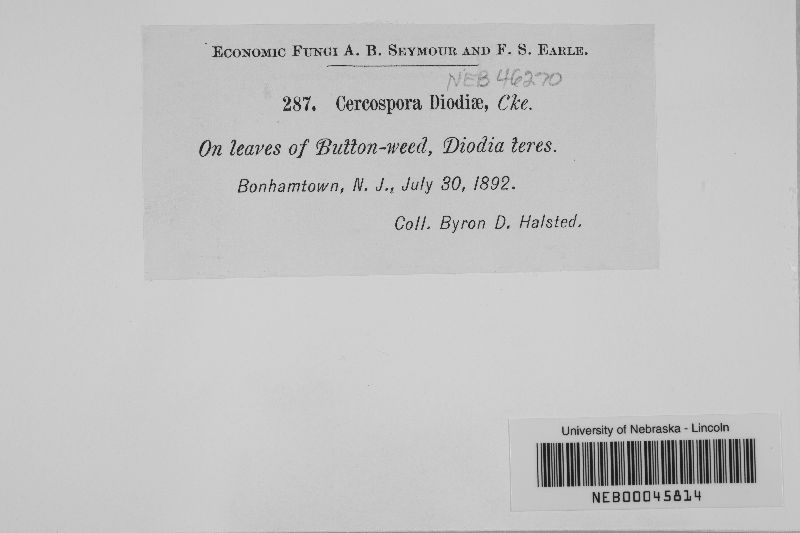 Economic Fungi A. B. Seymour and F. S. Earle.
NEB 46270
287. Cercospora Diodiæ, Cke.
On leaves of Button-weed, Diodia teres.
Bonhamtown, N. J., July 30, 1892.
Coll. Byron D. Halsted.
University of Nebraska - Lincoln
NEB00045814